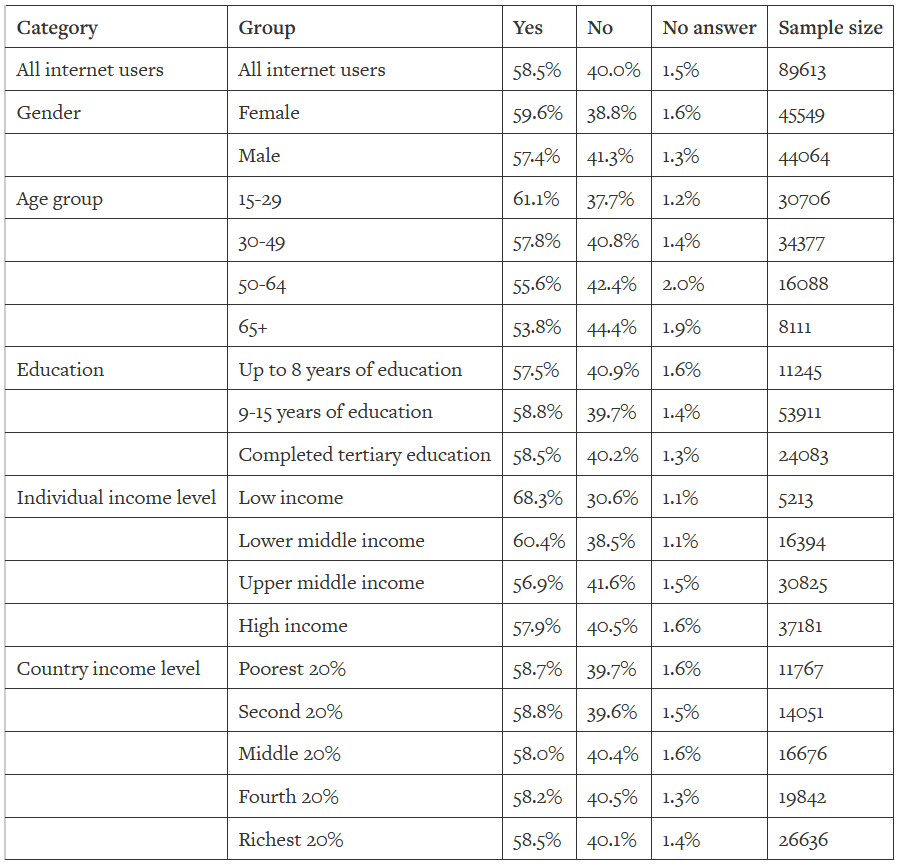 Category Group Yes No No answer Sample size
All internet users All internet users 58.5% 40.0% 1.5% 89613
Gender Female 59.6% 38.8% 1.6% 45549
Male 57.4% 41.3% 1.3% 44064
Age group 15-29 61.1% 37.7% 1.2% 30706
30-49 57.8% 40.8% 1.4% 34377
50-64 55.6% 42.4% 2.0% 16088
65+ 53.8% 44.4% 1.9% 8111
Education Up to 8 years of education 57.5% 40.9% 1.6% 11245
9-15 years of education 58.8% 39.7% 1.4% 53911
Completed tertiary education 58.5% 40.2% 1.3% 24083
Individual income level Low income 68.3% 30.6% 1.1% 5213
Lower middle income 60.4% 38.5% 1.1% 16394
Upper middle income 56.9% 41.6% 1.5% 30825
High income 57.9% 40.5% 1.6% 37181
Country income level Poorest 20% 58.7% 39.7% 1.6% 11767
Second 20% 58.8% 39.6% 1.5% 14051
Middle 20% 58.0% 40.4% 1.6% 16676
Fourth 20% 58.2% 40.5% 1.3% 19842
Richest 20% 58.5% 40.1% 1.4% 26636